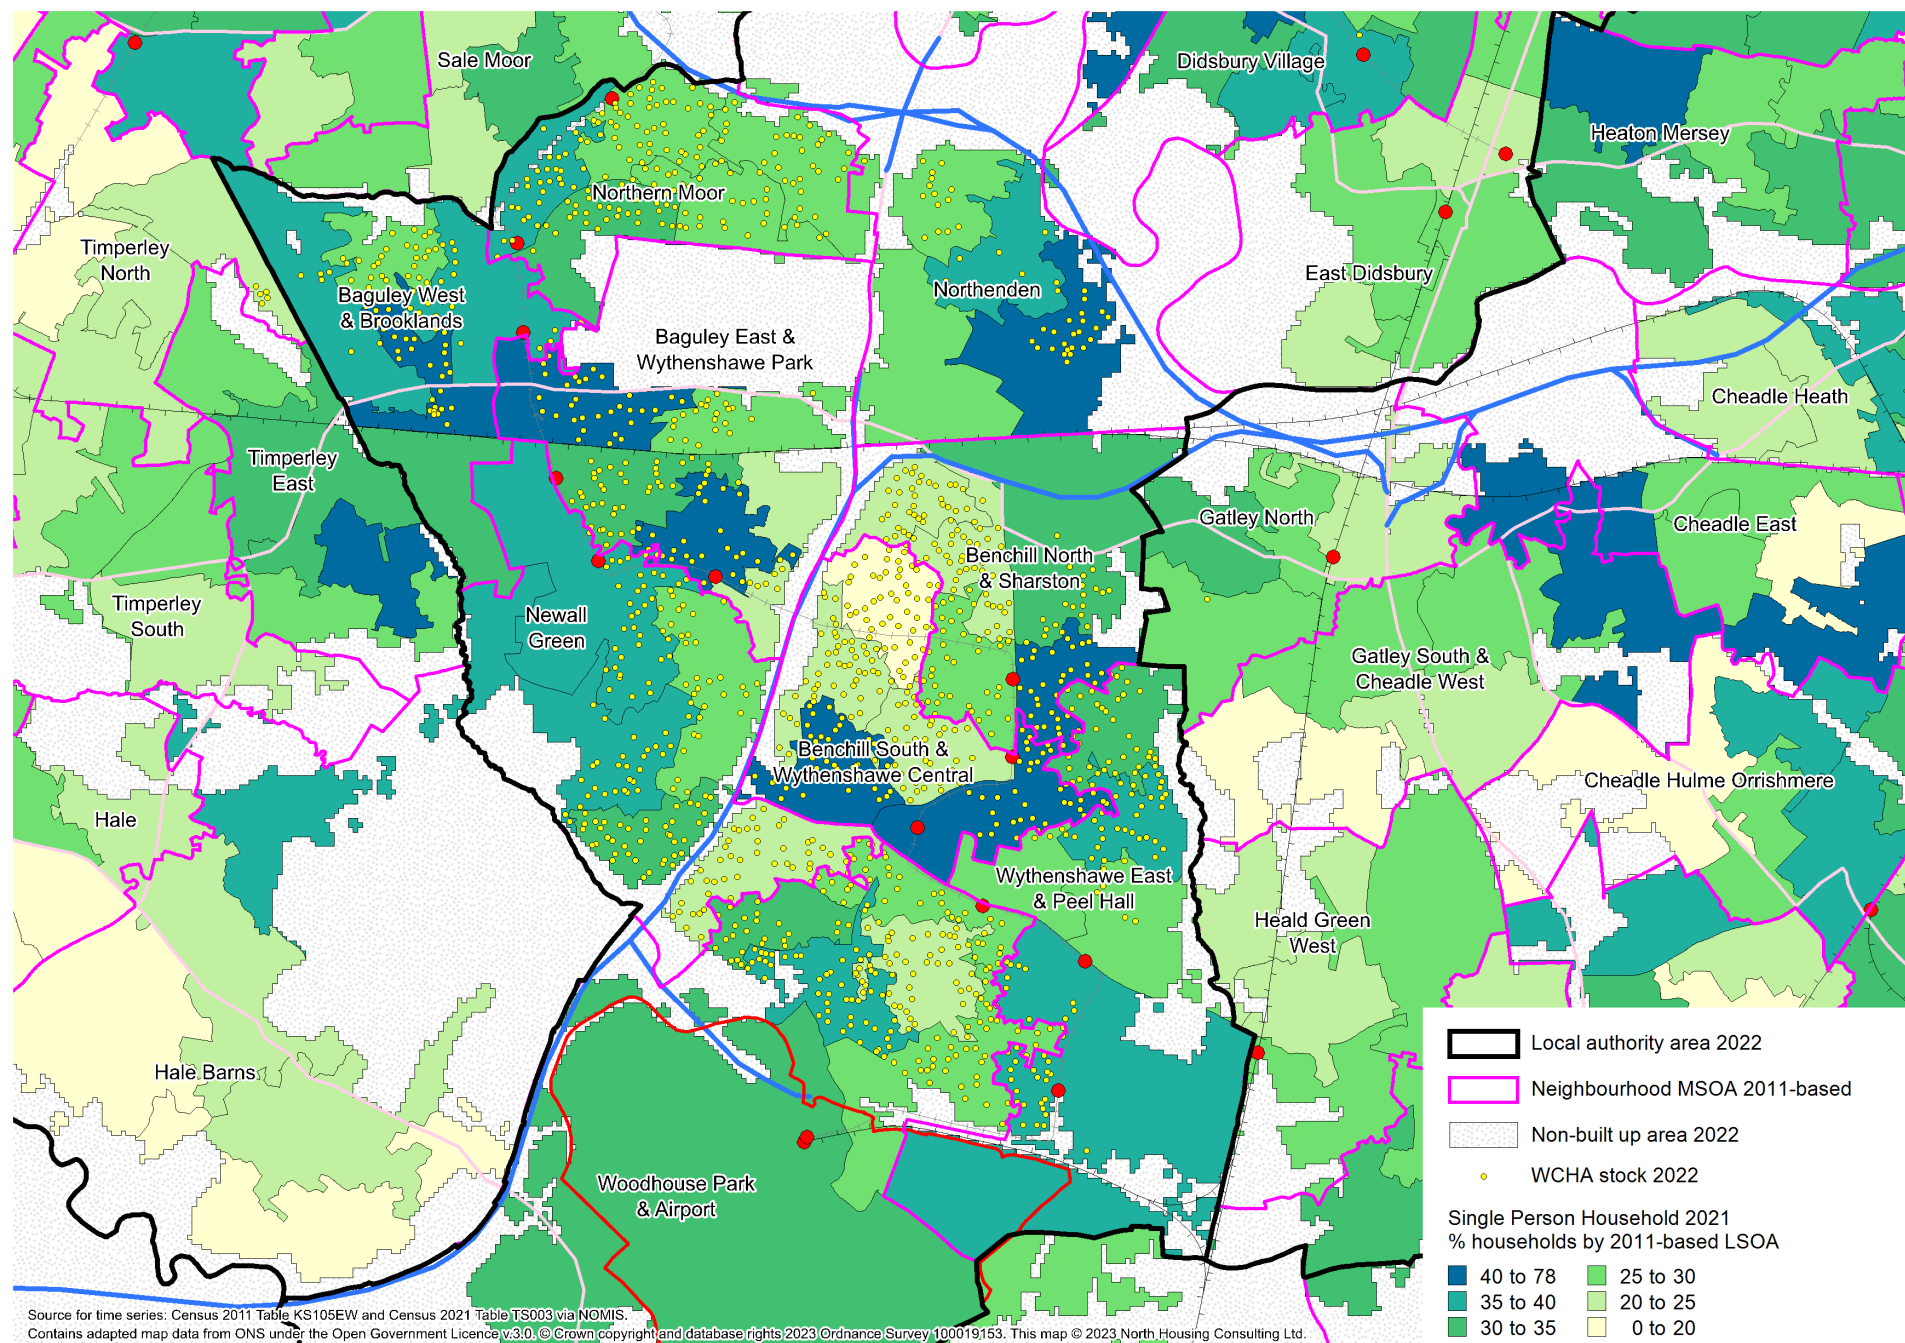 Sale Moor
Didsbury Village
Heaton Mersey
Northern Moor
Timperley
North
East Didsbury
Northenden
Baguley West
& Brooklands
Baguley East &
Wythenshawe Park
Cheadle Heath
Timperley
East
Gatley North
Cheadle East
Benchill North
& Sharston
Timperley
South
Newall
Green
Gatley South &
Cheadle West
Benchill South &
Wythenshawe Central
Cheadle Hulme Orrishmere
Hale
Wythenshawe East
& Peel Hall
Heald Green
West
Hale Barns
Woodhouse Park
& Airport
Local authority area 2022
Neighbourhood MSOA 2011-based
Non-built up area 2022
WCHA stock 2022
Single Person Household 2021
% households by 2011-based LSOA
40 to 78
35 to 40
30 to 35
25 to 30
20 to 25
0 to 20
Source for time series: Census 2011 Table KS105EW and Census 2021 Table TS003 via NOMIS.
Contains adapted map data from ONS under the Open Government Licence v.3.0. © Crown copyright and database rights 2023 Ordnance Survey 100019153. This map © 2023 North Housing Consulting Ltd.